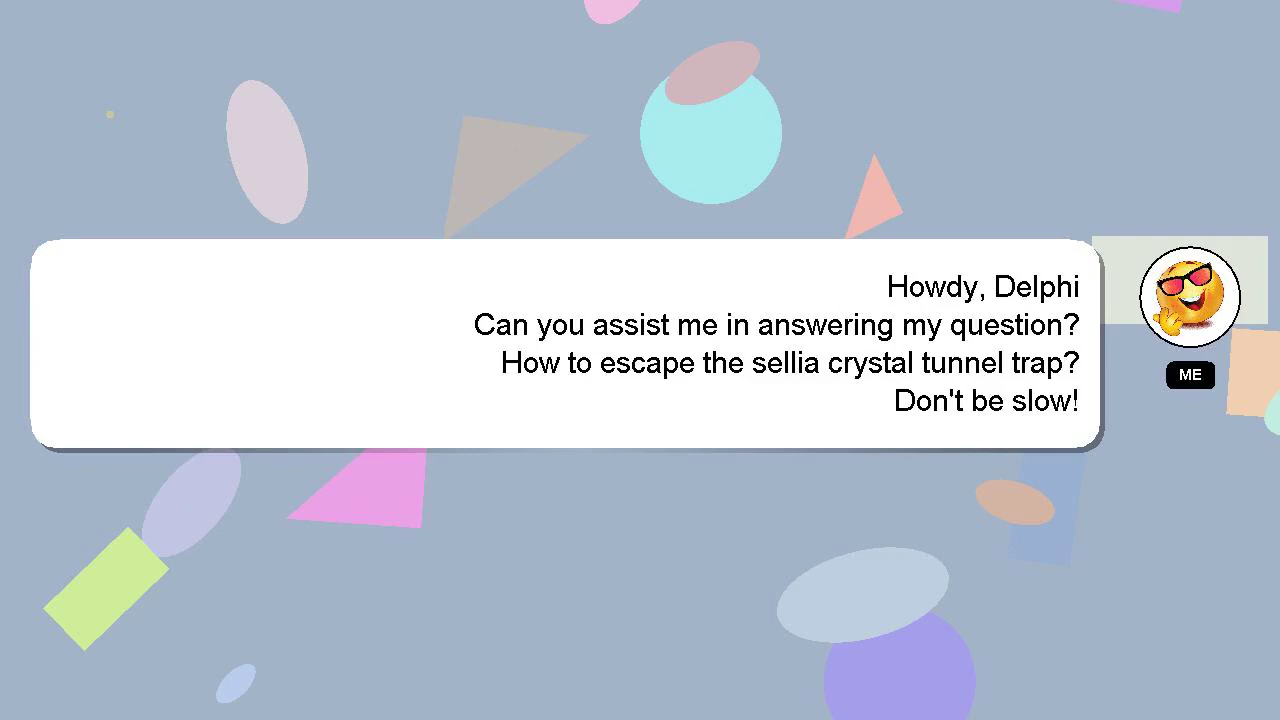 Howdy, Delphi
Can you assist me in answering my question?
How to escape the sellia crystal tunnel trap?
Don't be slow!
ME